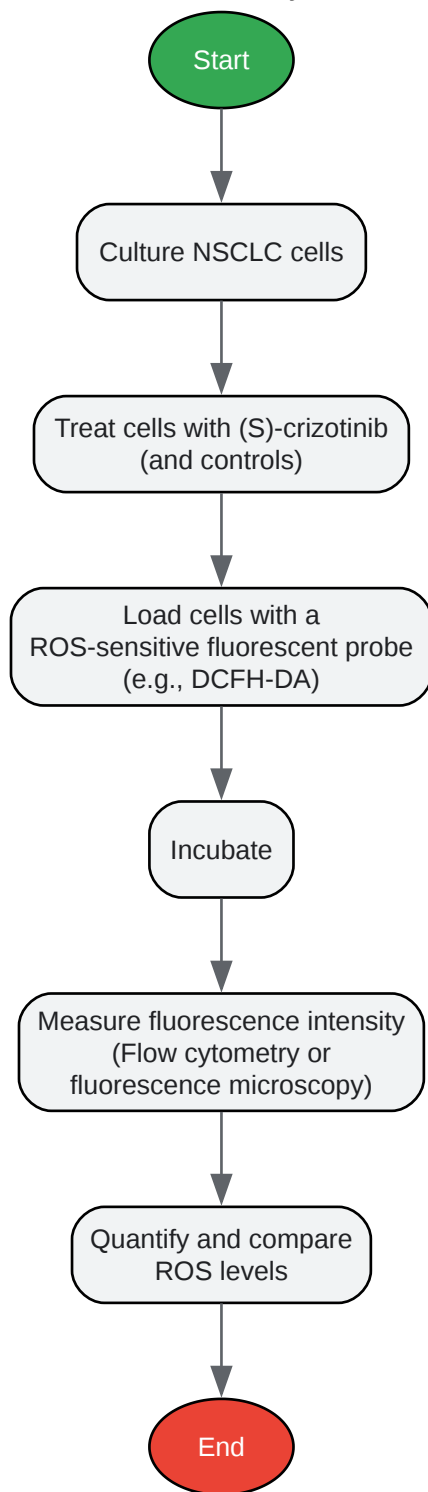 Start
Culture NSCLC cells
Treat cells with (S)-crizotinib
(and controls)
Load cells with a
ROS-sensitive fluorescent probe
(e.g., DCFH-DA)
Incubate
Measure fluorescence intensity
(Flow cytometry or
fluorescence microscopy)
Quantify and compare
ROS levels
End